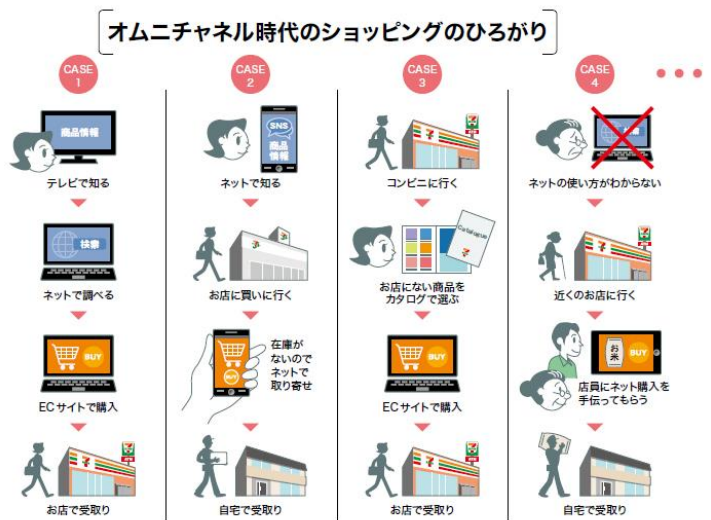 オムニチャネル時代のショッピングのひろがり
CASE
1
商品情報
テレビで知る
検索
ネットで調べる
BUY
ECサイトで購入
7
お店で受取り
CASE
2
SNS
商品
情報
ネットで知る
7
お店に買いに行く
BUY
在庫が
ないので
ネットで
取り寄せ
自宅で受取り
CASE
3
7
コンビニに行く
Catalogue
7
お店にない商品を
カタログで選ぶ
BUY
ECサイトで購入
7
お店で受取り
CASE
4
ネットの使い方がわからない
7
近くのお店に行く
お米
BUY
店員にネット購入を
手伝ってもらう
自宅で受取り